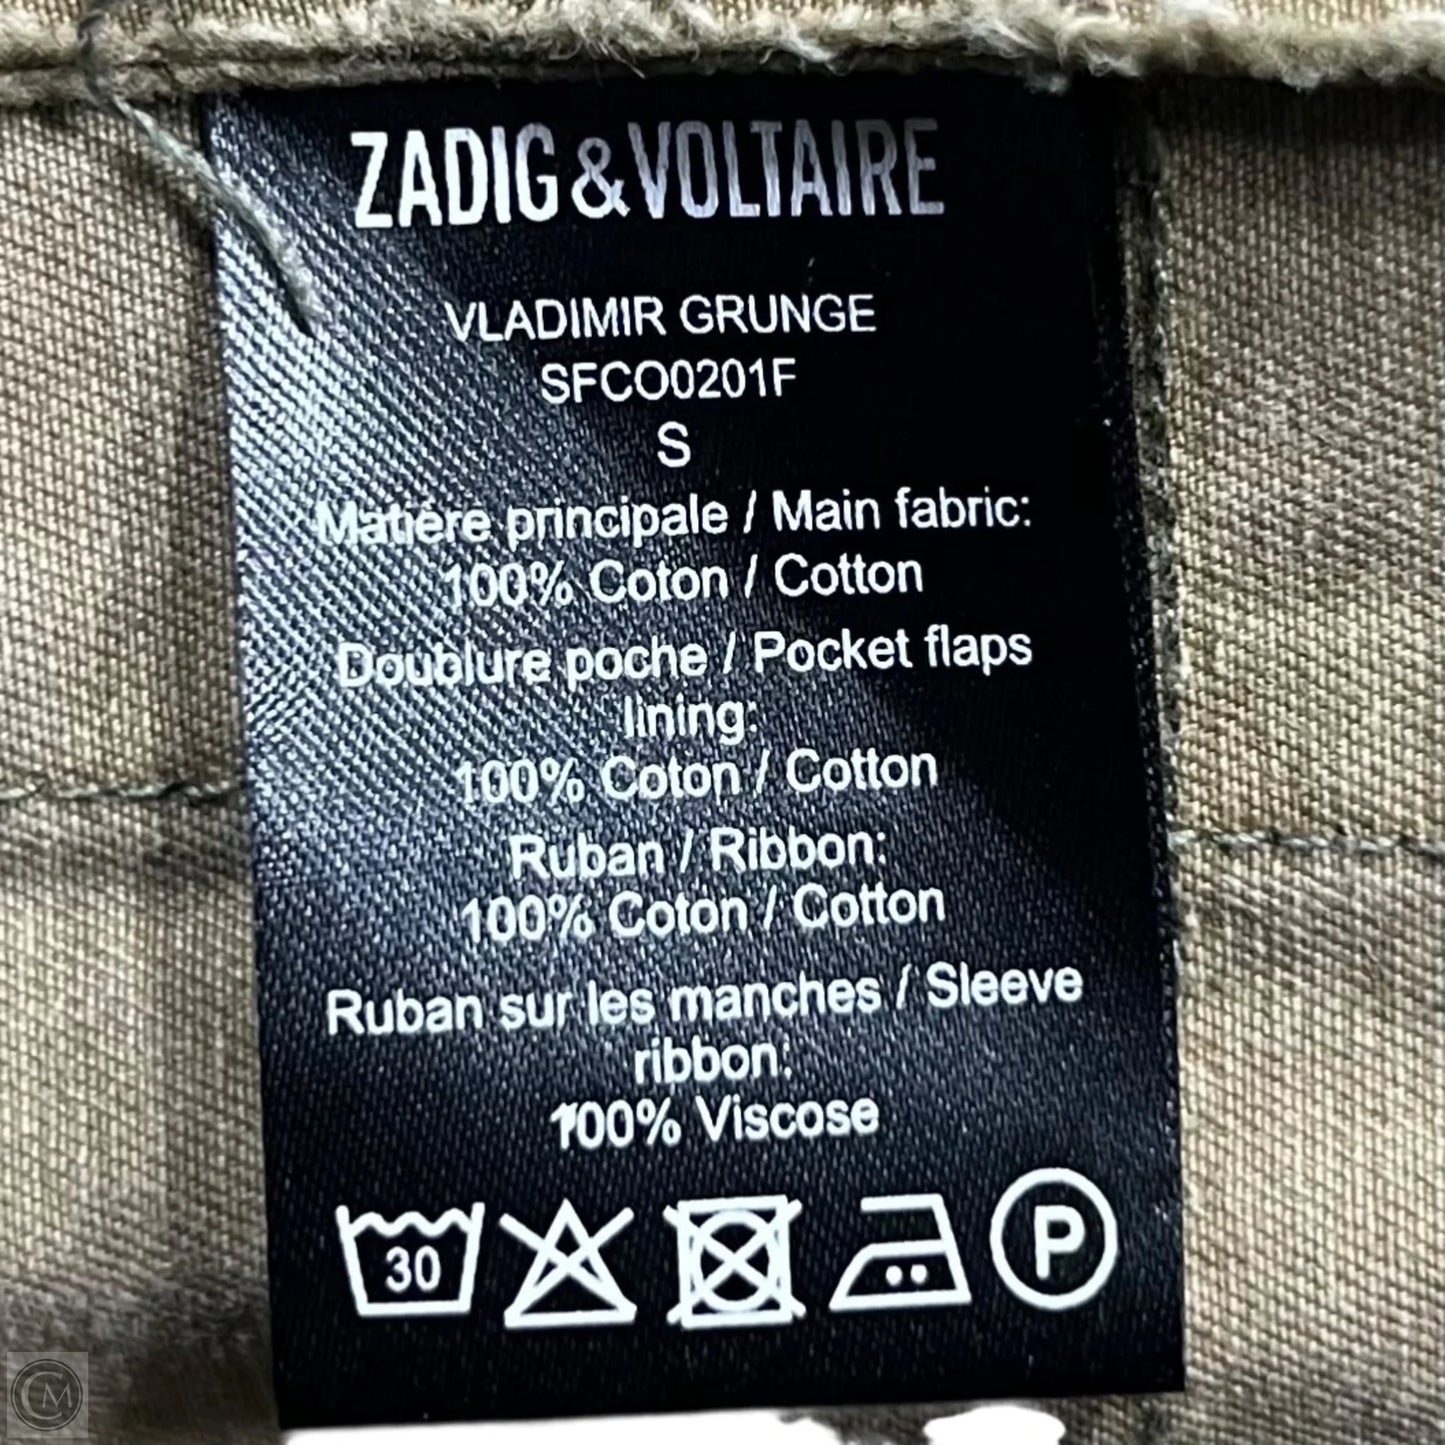 ZADIG&VOLTAIRE
VLADIMIR GRUNGE
SFCO0201F
S
Matière principale / Main fabric:
100% Coton / Cotton
Doublure poche / Pocket flaps
lining:
100% Coton / Cotton
Ruban / Ribbon:
100% Coton / Cotton
Ruban sur les manches / Sleeve
ribbon:
100% Viscose
30
P
CM